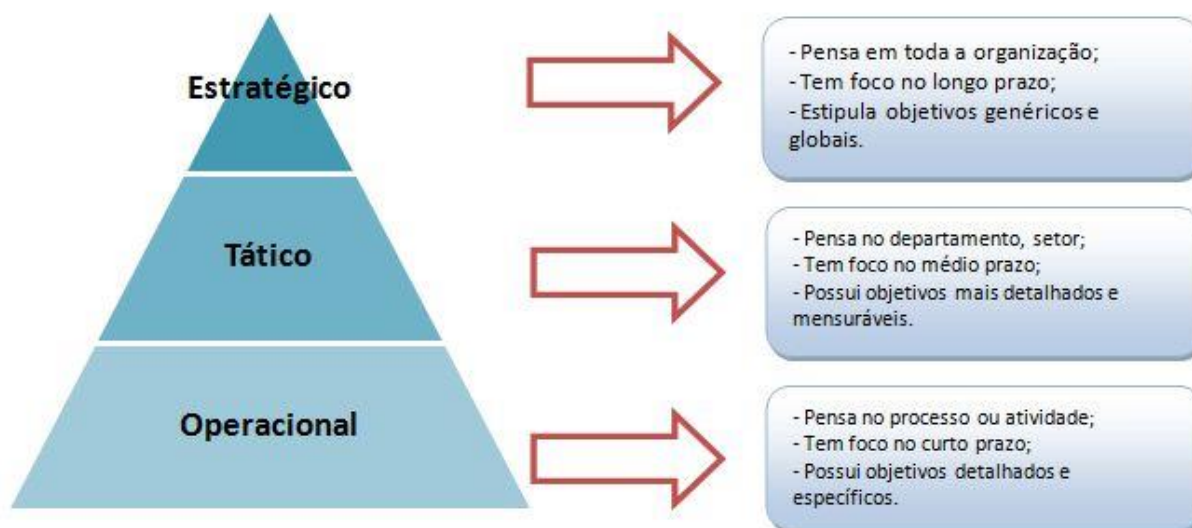 Estratégico
- Pensa em toda a organização;
- Tem foco no longo prazo;
- Estipula objetivos genéricos e
globais.
Tático
- Pensa no departamento, setor;
- Tem foco no médio prazo;
- Possui objetivos mais detalhados e
mensuráveis.
Operacional
- Pensa no processo ou atividade;
- Tem foco no curto prazo;
- Possui objetivos detalhados e
específicos.